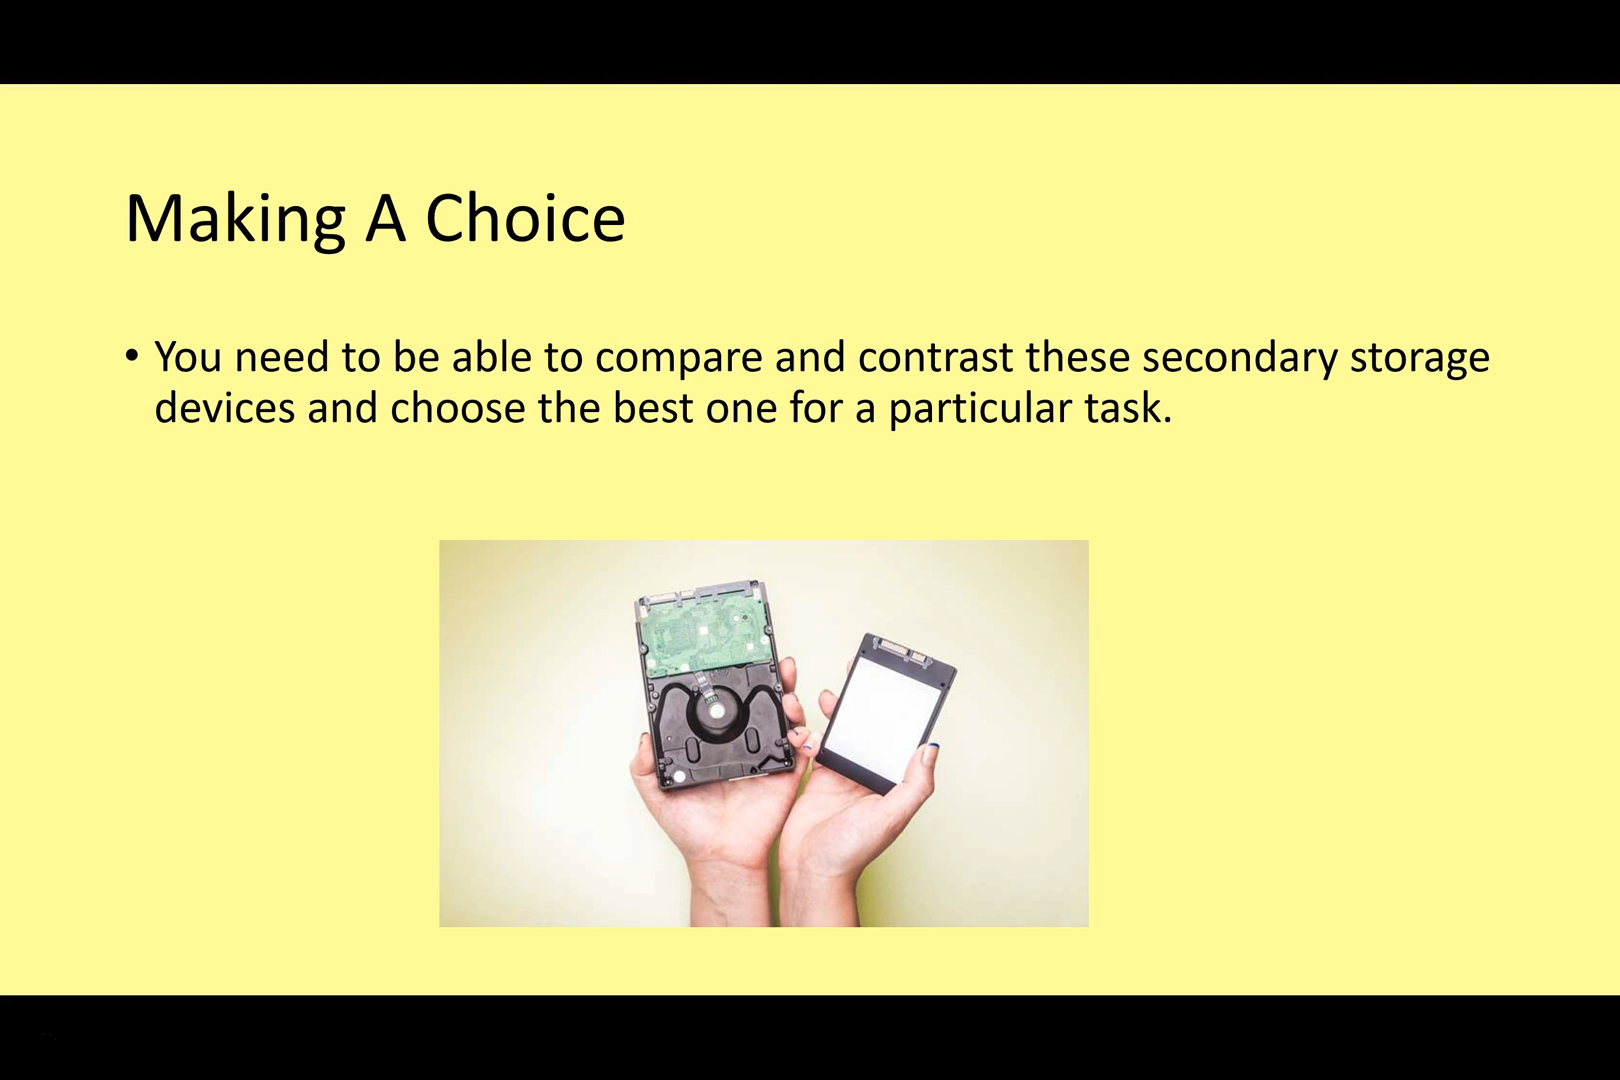 Making A Choice
• You need to be able to compare and contrast these secondary storage
devices and choose the best one for a particular task.